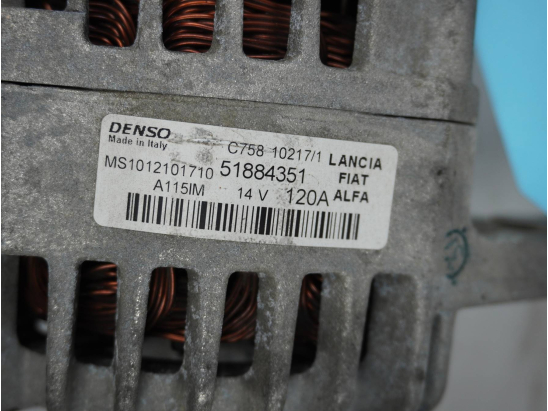 DENSO C758 10217/1 LANCIA
Made in Italy
MS1012101710 51884351 FIAT
A115IM 14 V 120A ALFA